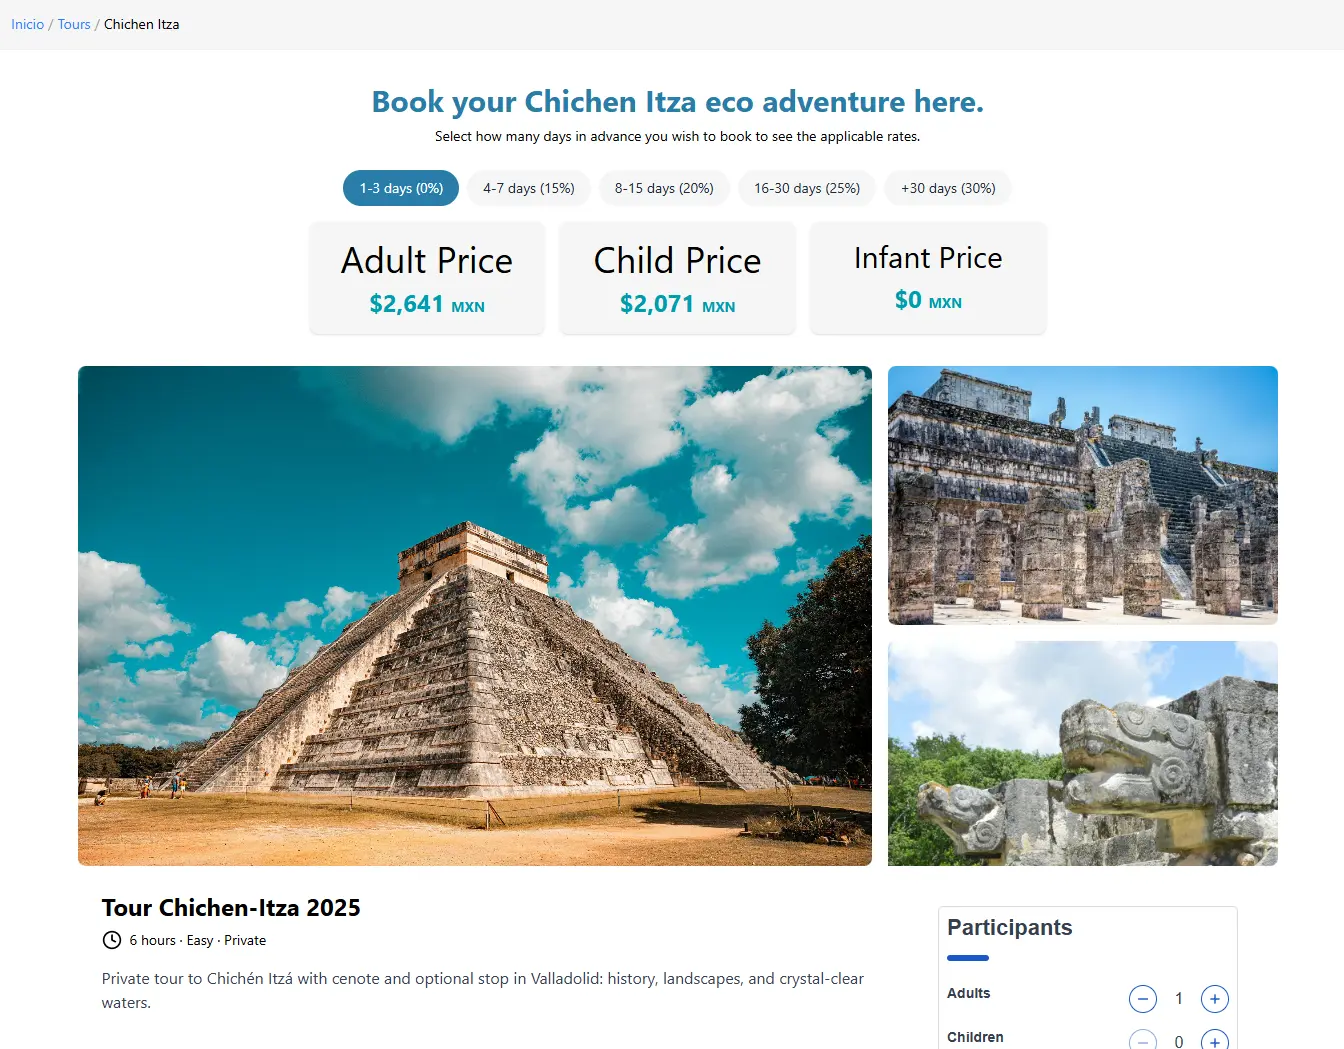 Inicio / Tours / Chichen Itza
Book your Chichen Itza eco adventure here.
Select how many days in advance you wish to book to see the applicable rates.
1-3 days (0%)
4-7 days (15%)
8-15 days (20%)
16-30 days (25%)
+30 days (30%)
Adult Price
$2,641 MXN
Child Price
$2,071 MXN
Infant Price
$0 MXN
Tour Chichen-Itza 2025
6 hours · Easy · Private
Private tour to Chichén Itzá with cenote and optional stop in Valladolid: history, landscapes, and crystal-clear
waters.
Participants
Adults
− 1 +
Children
− 0 +